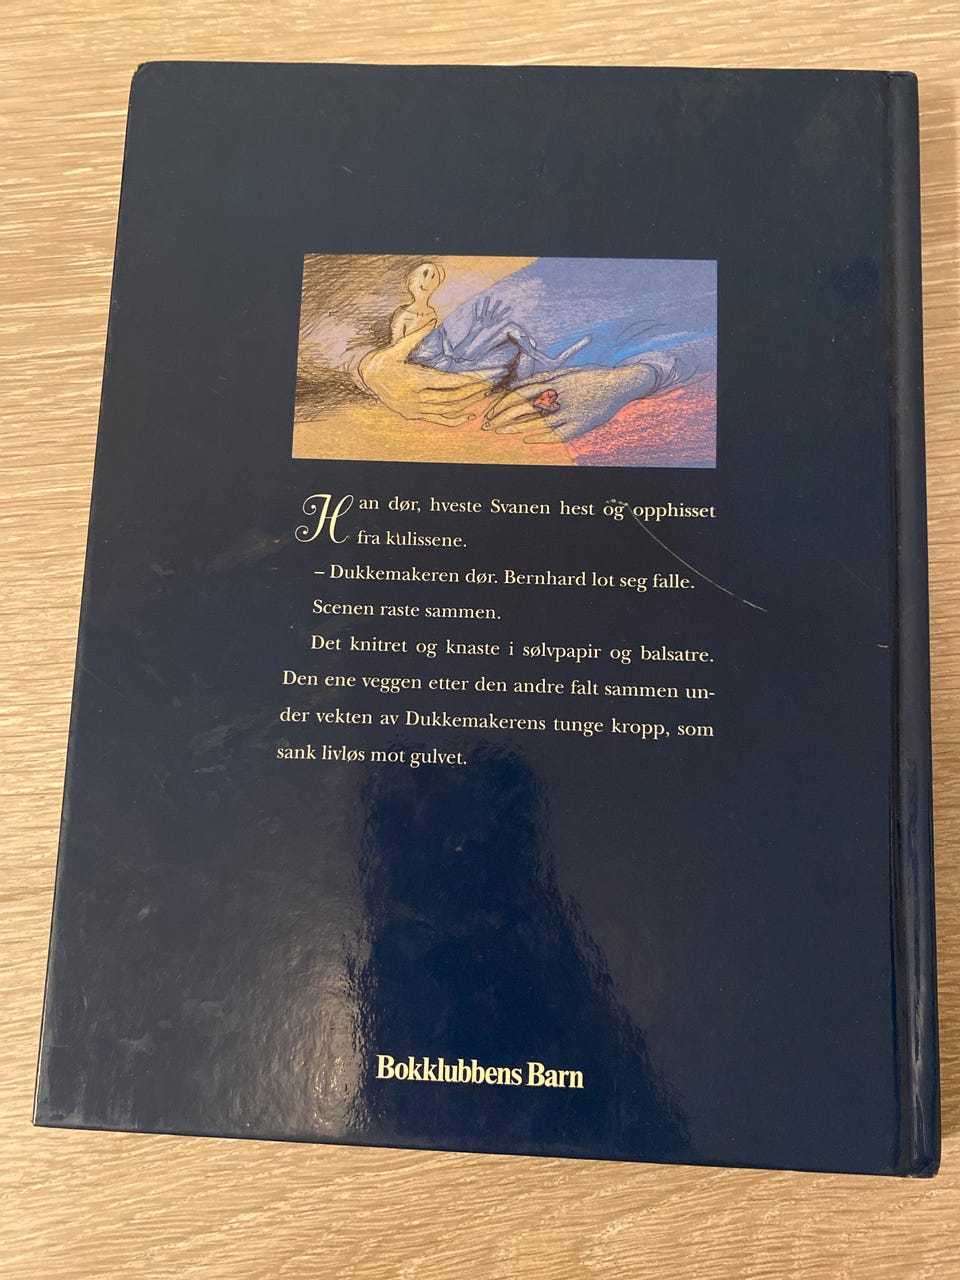 Han dør, hveste Svanen hest og opphisset
fra kulissene.
– Dukkemakeren dør. Bernhard lot seg falle.
Scenen raste sammen.
Det knitret og knaste i sølvpapir og balsatre.
Den ene veggen etter den andre falt sammen un-
der vekten av Dukkemakerens tunge kropp, som
sank livløs mot gulvet.
Bokklubbens Barn